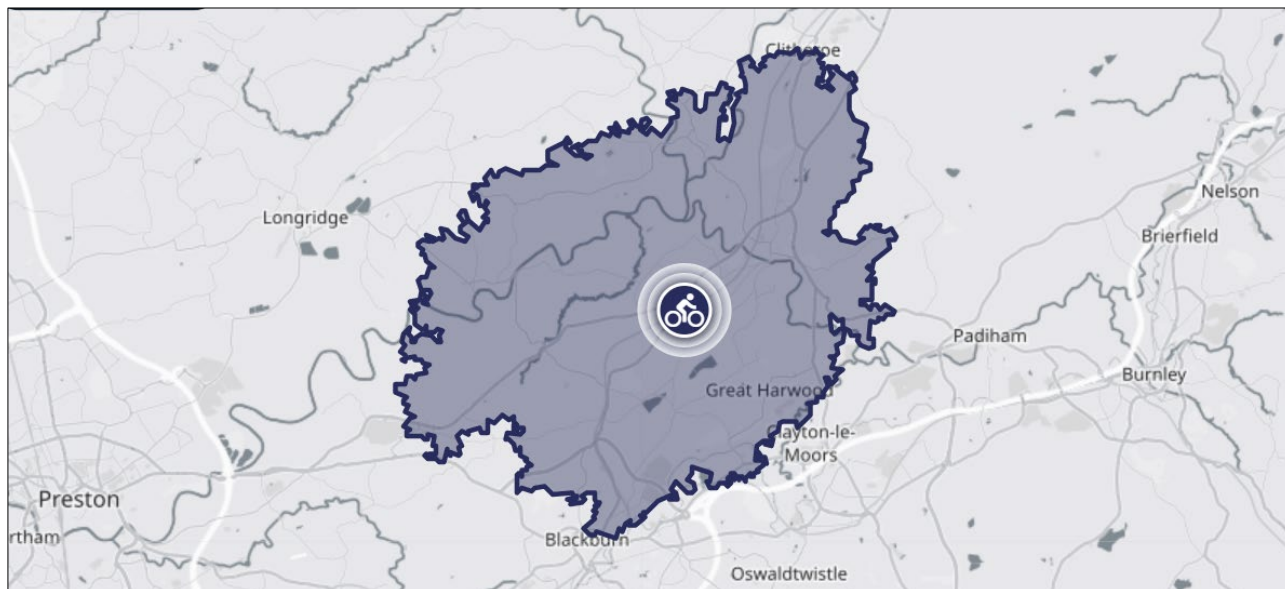 Clitheroe
Nelson
Longridge
Brierfield
Padiham
Burnley
Great Harwood
Clayton-le-
Moors
Preston
rtham
Blackburn
Oswaldtwistle